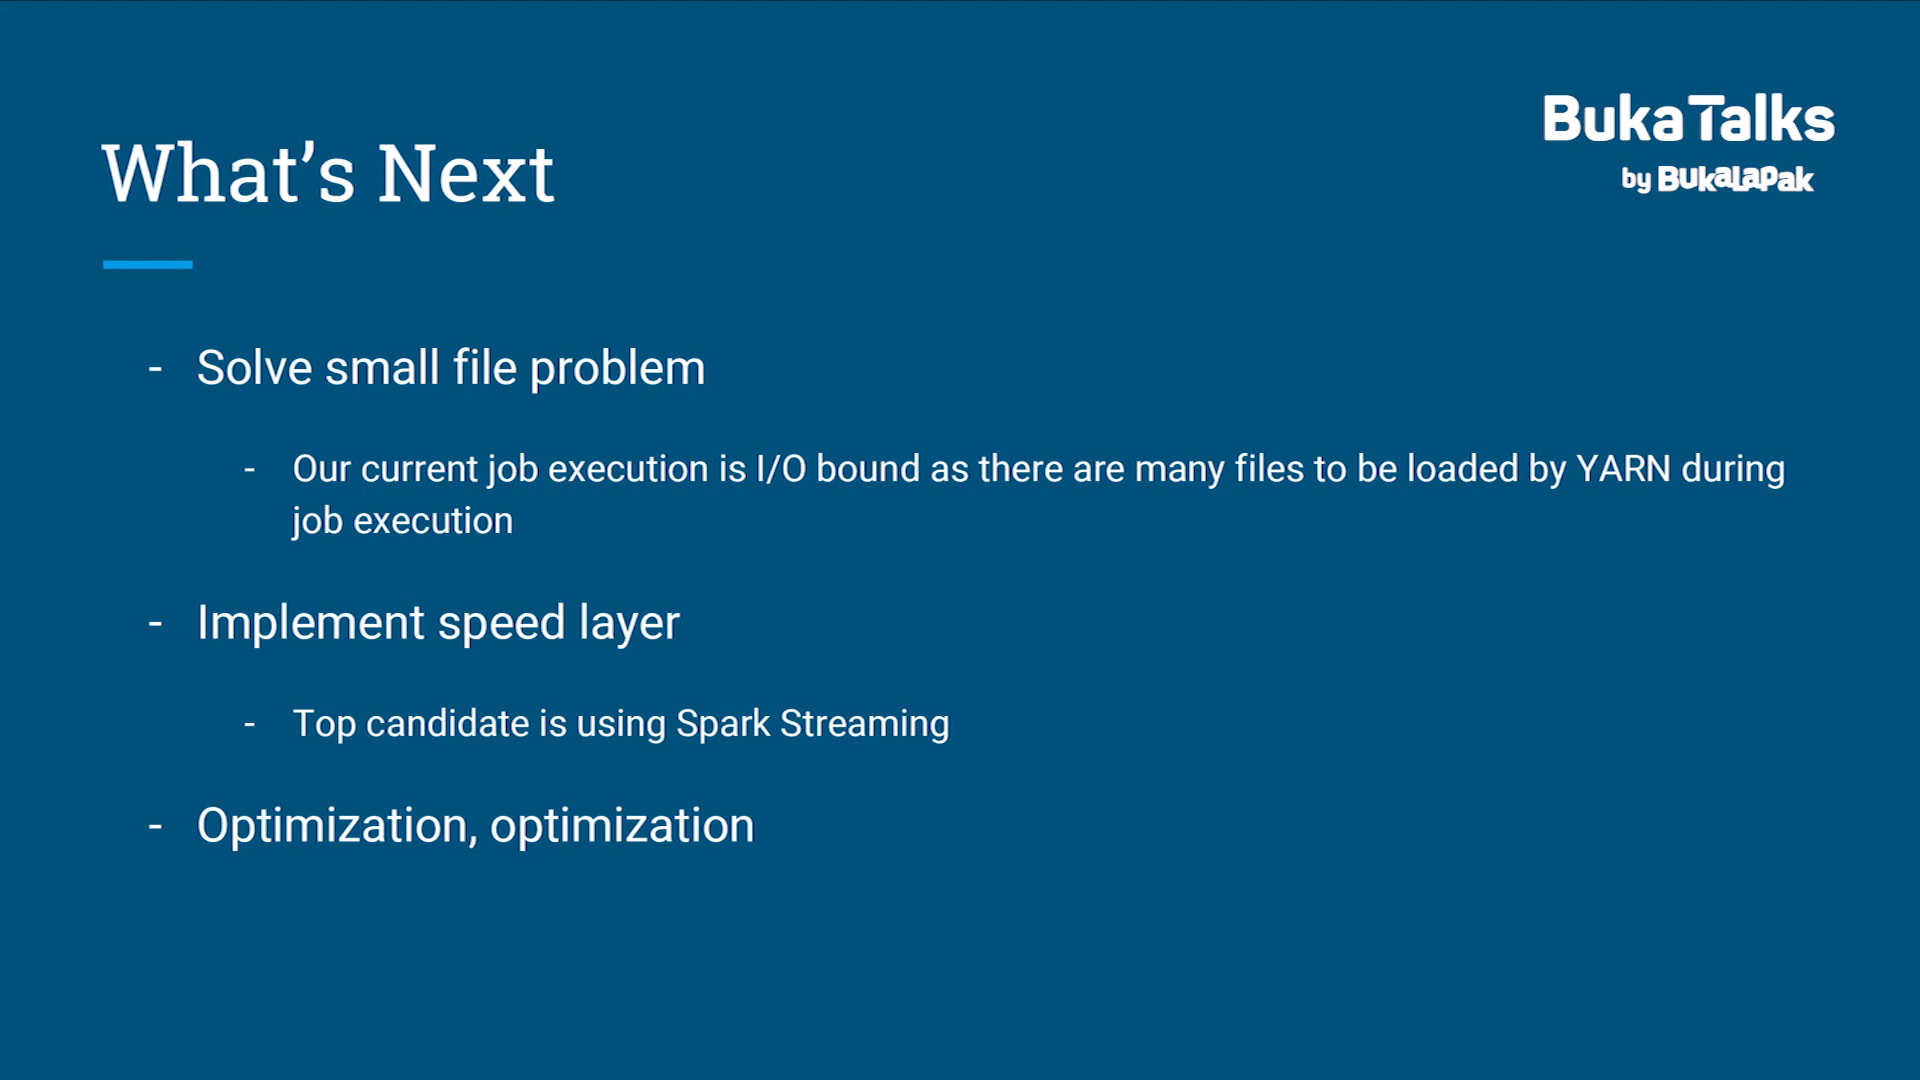 BukaTalks
by BukaLapak
What's Next
- Solve small file problem
- Our current job execution is I/O bound as there are many files to be loaded by YARN during
job execution
- Implement speed layer
- Top candidate is using Spark Streaming
- Optimization, optimization